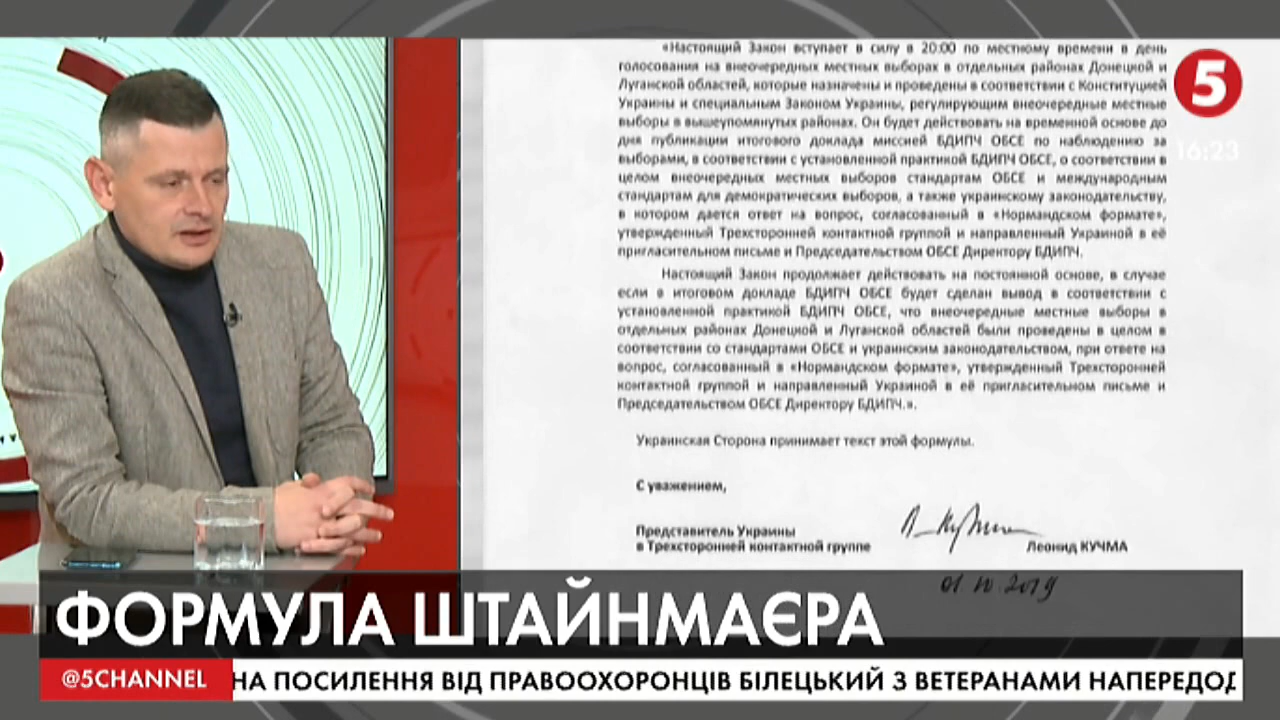 «Настоящий Закон вступает в силу в 20:00 по местному времени в день
голосования на внеочередных местных выборах в отдельных районах Донецкой и
Луганской областей, которые назначены и проведены в соответствии с Конституцией
Украины и специальным Законом Украины, регулирующим внеочередные местные
выборы в вышеупомянутых районах. Он будет действовать на временной основе до
дня публикации итогового доклада миссией БДИПЧ ОБСЕ по наблюдению за
выборами, в соответствии с установленной практикой БДИПЧ ОБСЕ, о соответствии в
целом внеочередных местных выборов стандартам ОБСЕ и международным
стандартам для демократических выборов, а также украинскому законодательству,
в котором дается ответ на вопрос, согласованный в «Нормандском формате»,
утвержденный Трехсторонней контактной группой и направленный Украиной в её
пригласительном письме и Председательством ОБСЕ Директору БДИПЧ.
Настоящий Закон продолжает действовать на постоянной основе, в случае
если в итоговом докладе БДИПЧ ОБСЕ будет сделан вывод в соответствии с
установленной практикой БДИПЧ ОБСЕ, что внеочередные местные выборы в
отдельных районах Донецкой и Луганской областей были проведены в целом в
соответствии со стандартами ОБСЕ и украинским законодательством, при ответе на
вопрос, согласованный в «Нормандском формате», утвержденный Трехсторонней
контактной группой и направленный Украиной в её пригласительном письме и
Председательством ОБСЕ Директору БДИПЧ.».
Украинская Сторона принимает текст этой формулы.
С уважением,
Представитель Украины
в Трехсторонней контактной группе
Леонид КУЧМА
01 10 2019
5
16:23
ФОРМУЛА ШТАЙНМАЄРА
@5CHANNEL
НА ПОСИЛЕННЯ ВІД ПРАВООХОРОНЦІВ БІЛЕЦЬКИЙ З ВЕТЕРАНАМИ НАПЕРЕДОД